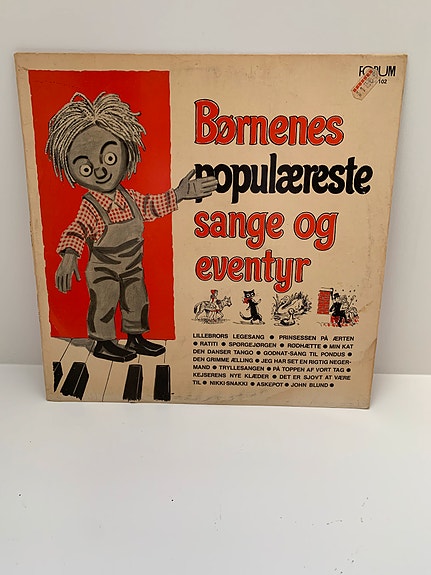 FORUM
102
Børnenes
populæreste
sange og
eventyr
LILLEBRORS LEGESANG ● PRINSESSEN PÅ ÆRTEN
● RATITI ● SPØRGEJØRGEN ● RØDHÆTTE ● MIN KAT
DEN DANSER TANGO ● GODNAT-SANG TIL PONDUS ●
DEN GRIMME ÆLLING ● JEG HAR SET EN RIGTIG NEGER-
MAND ● TRYLLESANGEN ● PÅ TOPPEN AF VORT TAG ●
KEJSERENS NYE KLÆDER ● DET ER SJOVT AT VÆRE
TIL ● NIKKI-SNAKKI ● ASKEPOT ● JOHN BLUND ●